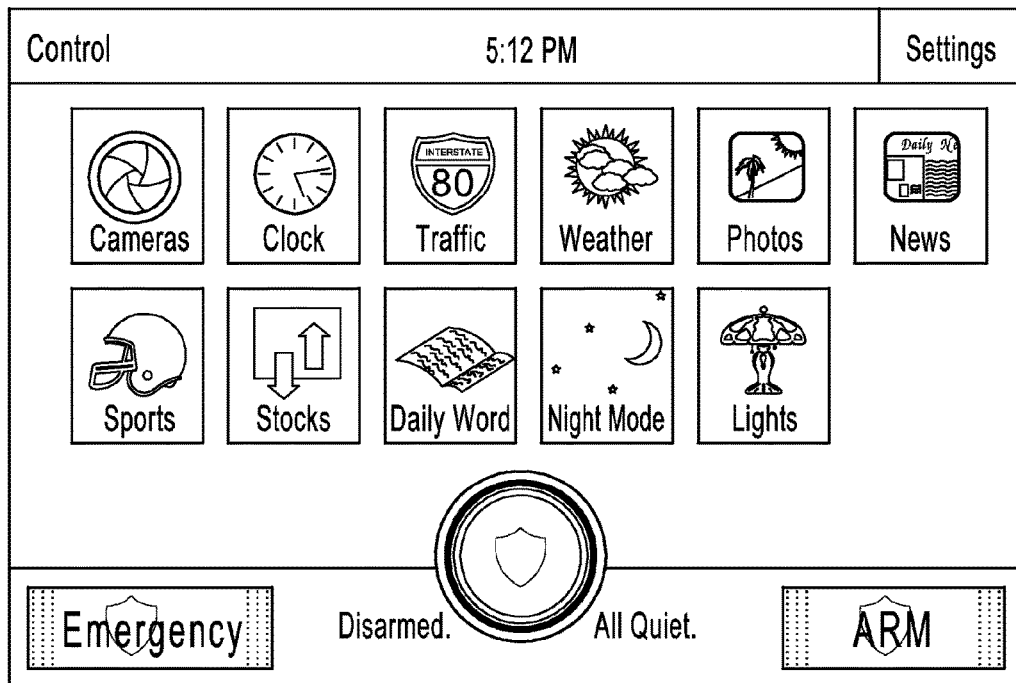 Control 5:12 PM Settings
INTERSTATE
80
Daily Ne
Cameras Clock Traffic Weather Photos News
Sports Stocks Daily Word Night Mode Lights
Emergency Disarmed. All Quiet. ARM